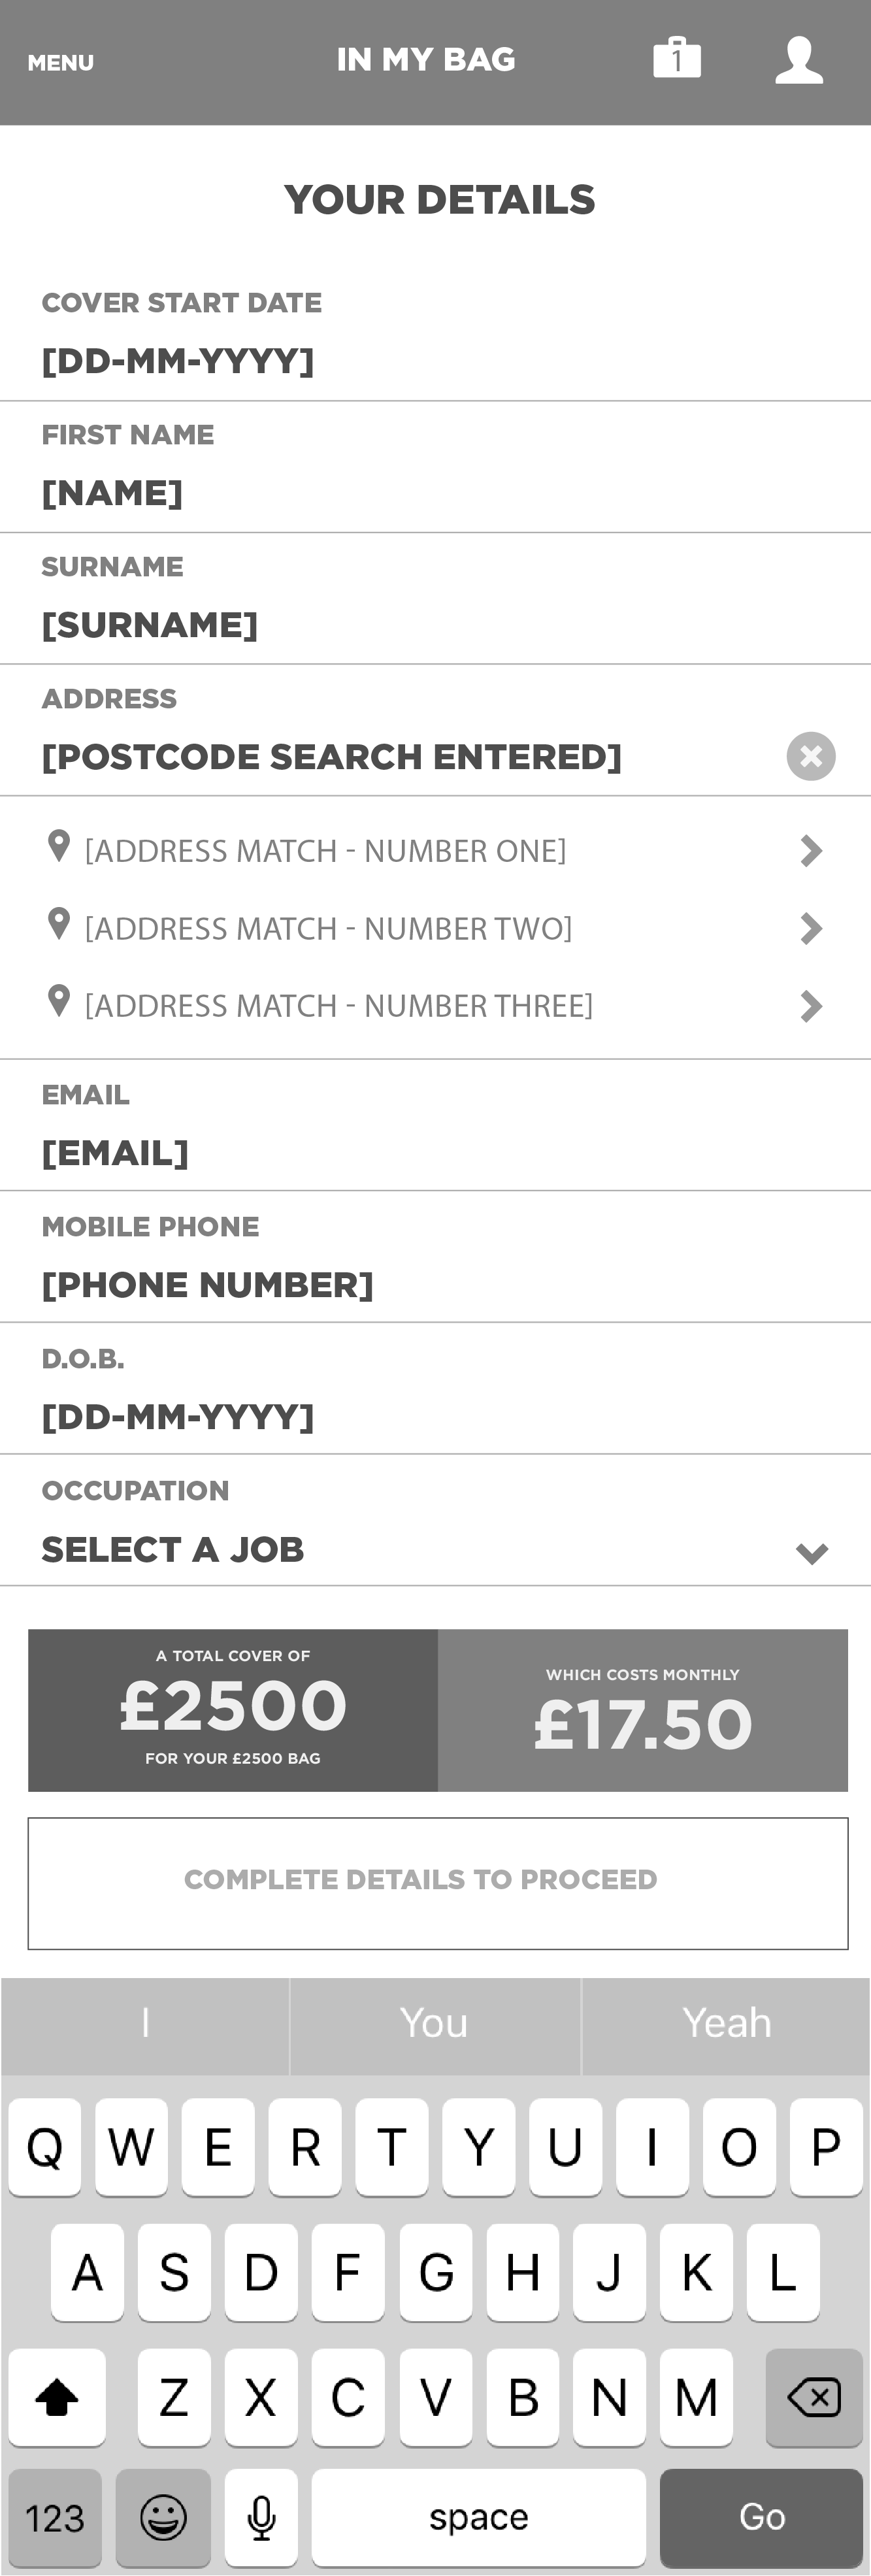 MENU IN MY BAG 1
YOUR DETAILS
COVER START DATE
[DD-MM-YYYY]
FIRST NAME
[NAME]
SURNAME
[SURNAME]
ADDRESS
[POSTCODE SEARCH ENTERED]
[ADDRESS MATCH - NUMBER ONE]
[ADDRESS MATCH - NUMBER TWO]
[ADDRESS MATCH - NUMBER THREE]
EMAIL
[EMAIL]
MOBILE PHONE
[PHONE NUMBER]
D.O.B.
[DD-MM-YYYY]
OCCUPATION
SELECT A JOB
A TOTAL COVER OF
£2500
FOR YOUR £2500 BAG
WHICH COSTS MONTHLY
£17.50
COMPLETE DETAILS TO PROCEED
I You Yeah
Q W E R T Y U I O P
A S D F G H J K L
Z X C V B N M
123 space Go